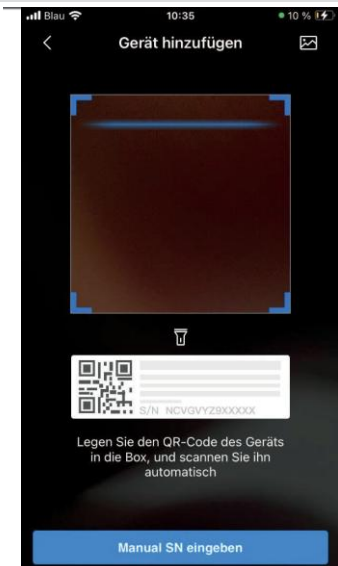 Blau 10:35 10 %
Gerät hinzufügen
S/N NCVGVYZ9XXXXX
Legen Sie den QR-Code des Geräts
in die Box, und scannen Sie ihn
automatisch
Manual SN eingeben